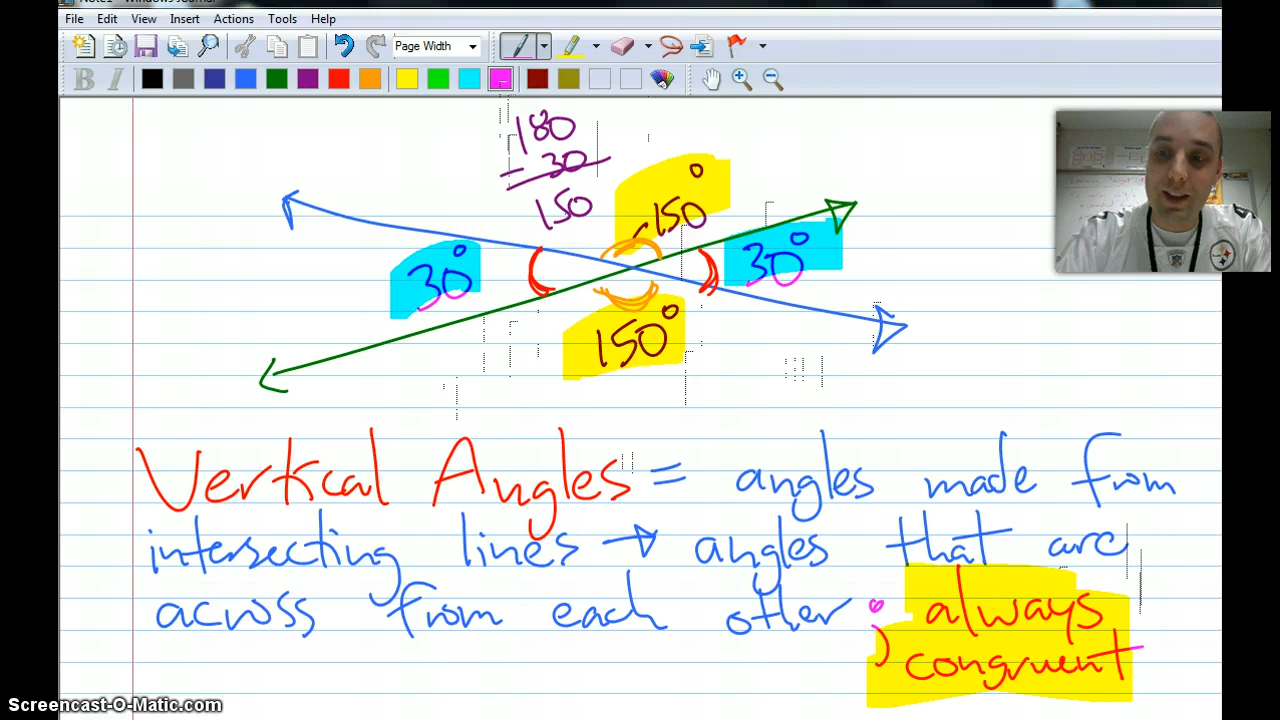 Note1 - Windows Journal
File Edit View Insert Actions Tools Help
Page Width
B I
180
- 30
150
150°
30°
30°
150°
Vertical Angles = angles made from
intersecting lines → angles that are
across from each other ; always
congruent
Screencast-O-Matic.com